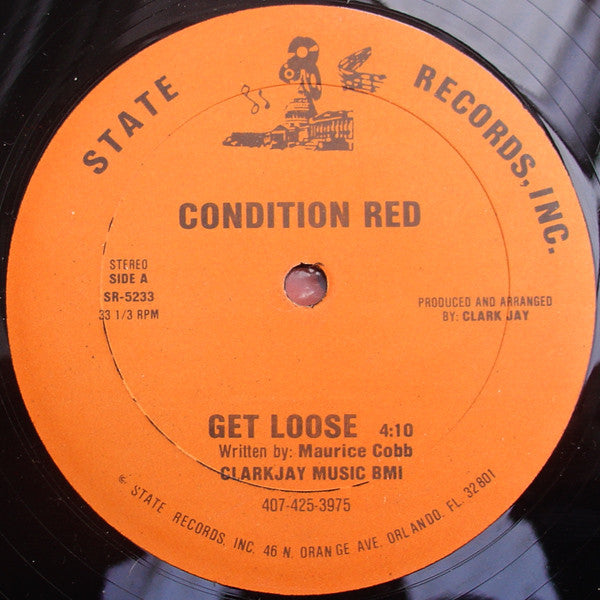 STATE RECORDS, INC.
CONDITION RED
STEREO
SIDE A
SR-5233
33 1/3 RPM
PRODUCED AND ARRANGED
BY: CLARK JAY
GET LOOSE 4:10
Written by: Maurice Cobb
CLARKJAY MUSIC BMI
407-425-3975
© STATE RECORDS, INC. 46 N. ORANGE AVE. ORLANDO, FL. 32801